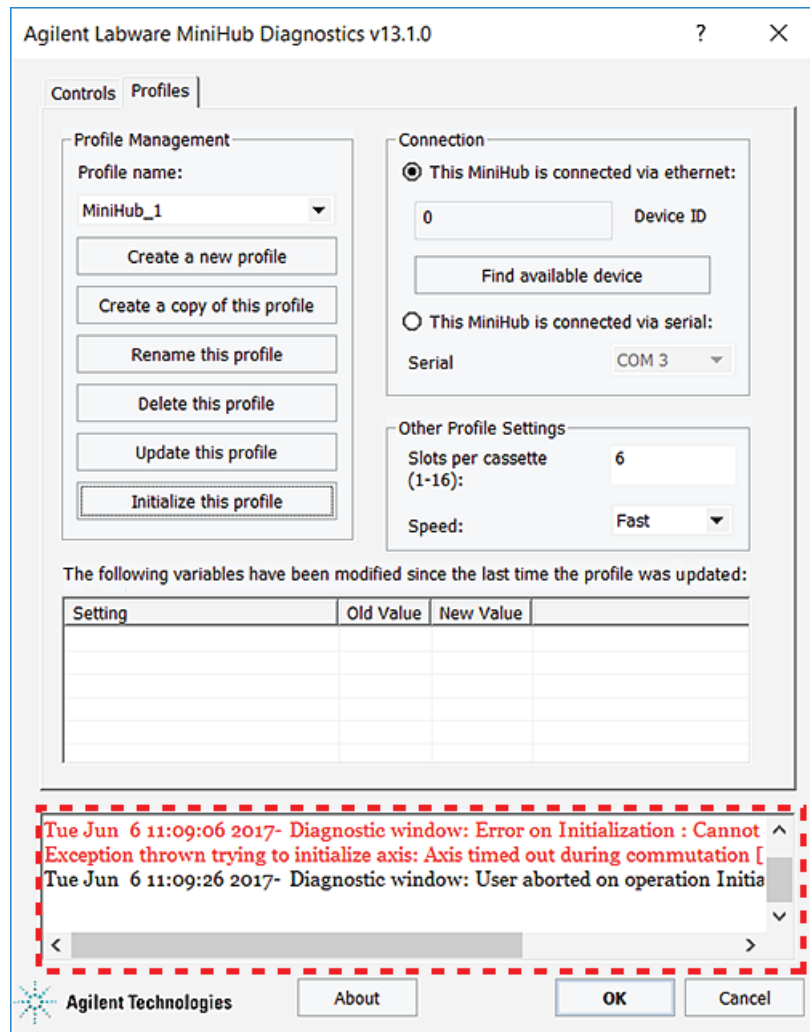 Agilent Labware MiniHub Diagnostics v13.1.0 ?
Controls Profiles
Profile Management
Profile name:
MiniHub_1
Create a new profile
Create a copy of this profile
Rename this profile
Delete this profile
Update this profile
Initialize this profile
Connection
This MiniHub is connected via ethernet:
0 Device ID
Find available device
This MiniHub is connected via serial:
Serial COM 3
Other Profile Settings
Slots per cassette 6
(1-16):
Speed: Fast
The following variables have been modified since the last time the profile was updated:
Setting Old Value New Value
Tue Jun 6 11:09:06 2017- Diagnostic window: Error on Initialization : Cannot
Exception thrown trying to initialize axis: Axis timed out during commutation [
Tue Jun 6 11:09:26 2017- Diagnostic window: User aborted on operation Initia
Agilent Technologies About OK Cancel